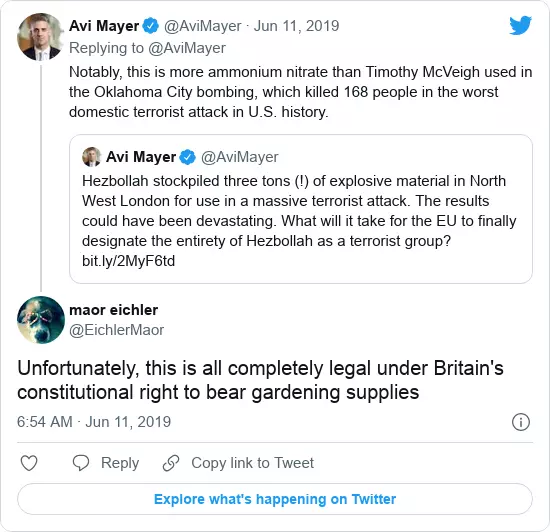 Avi Mayer @AviMayer · Jun 11, 2019
Replying to @AviMayer
Notably, this is more ammonium nitrate than Timothy McVeigh used in
the Oklahoma City bombing, which killed 168 people in the worst
domestic terrorist attack in U.S. history.
Avi Mayer @AviMayer
Hezbollah stockpiled three tons (!) of explosive material in North
West London for use in a massive terrorist attack. The results
could have been devastating. What will it take for the EU to finally
designate the entirety of Hezbollah as a terrorist group?
bit.ly/2MyF6td
maor eichler
@EichlerMaor
Unfortunately, this is all completely legal under Britain's
constitutional right to bear gardening supplies
6:54 AM · Jun 11, 2019
Reply Copy link to Tweet
Explore what's happening on Twitter